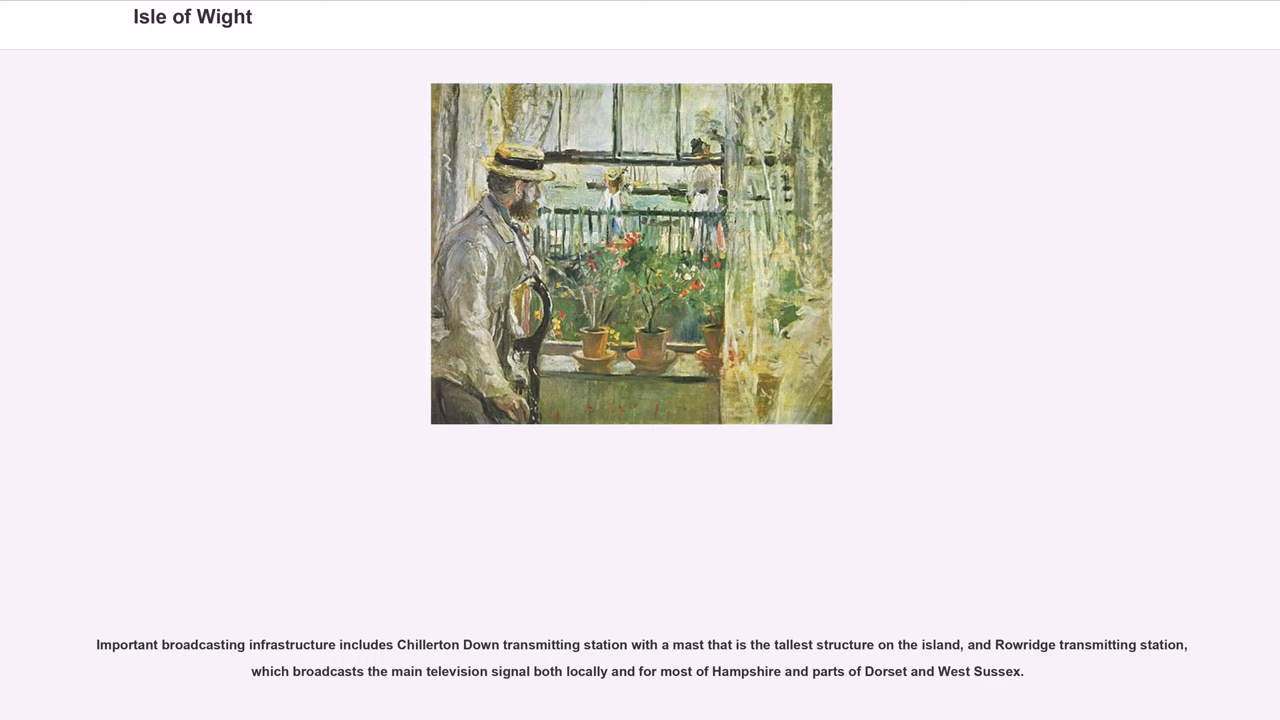 Isle of Wight
Important broadcasting infrastructure includes Chillerton Down transmitting station with a mast that is the tallest structure on the island, and Rowridge transmitting station,
which broadcasts the main television signal both locally and for most of Hampshire and parts of Dorset and West Sussex.